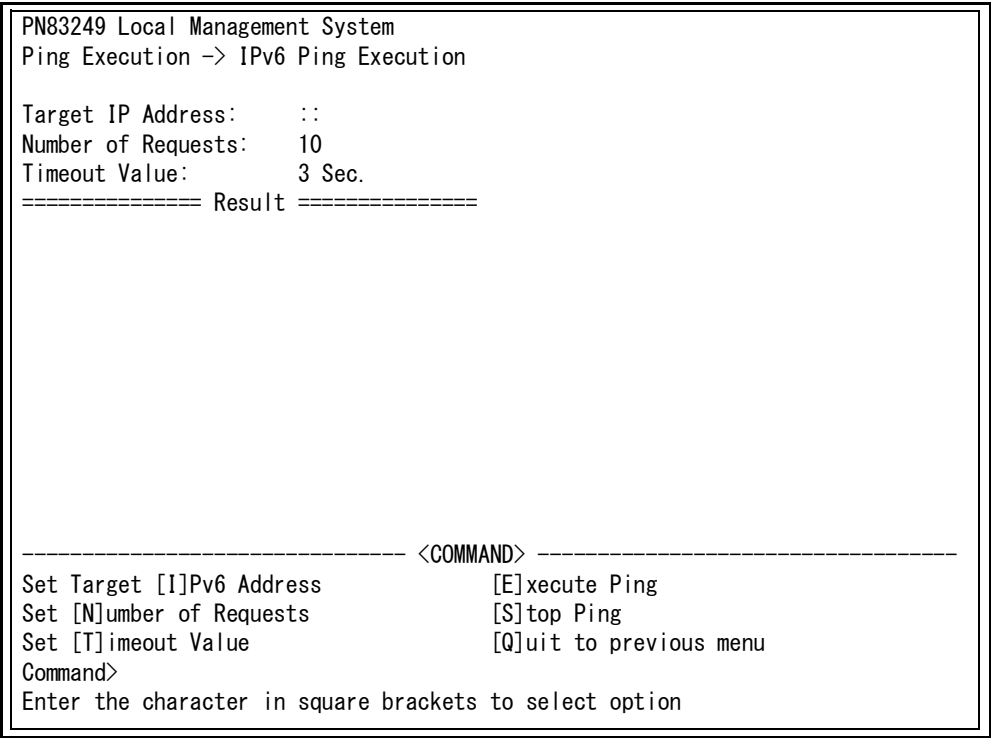 PN83249 Local Management System
Ping Execution -> IPv6 Ping Execution
Target IP Address:     ::
Number of Requests:    10
Timeout Value:         3 Sec.
=============== Result ===============
-------------------------------- <COMMAND> -----------------------------------
Set Target [I]Pv6 Address              [E]xecute Ping
Set [N]umber of Requests               [S]top Ping
Set [T]imeout Value                    [Q]uit to previous menu
Command>
Enter the character in square brackets to select option